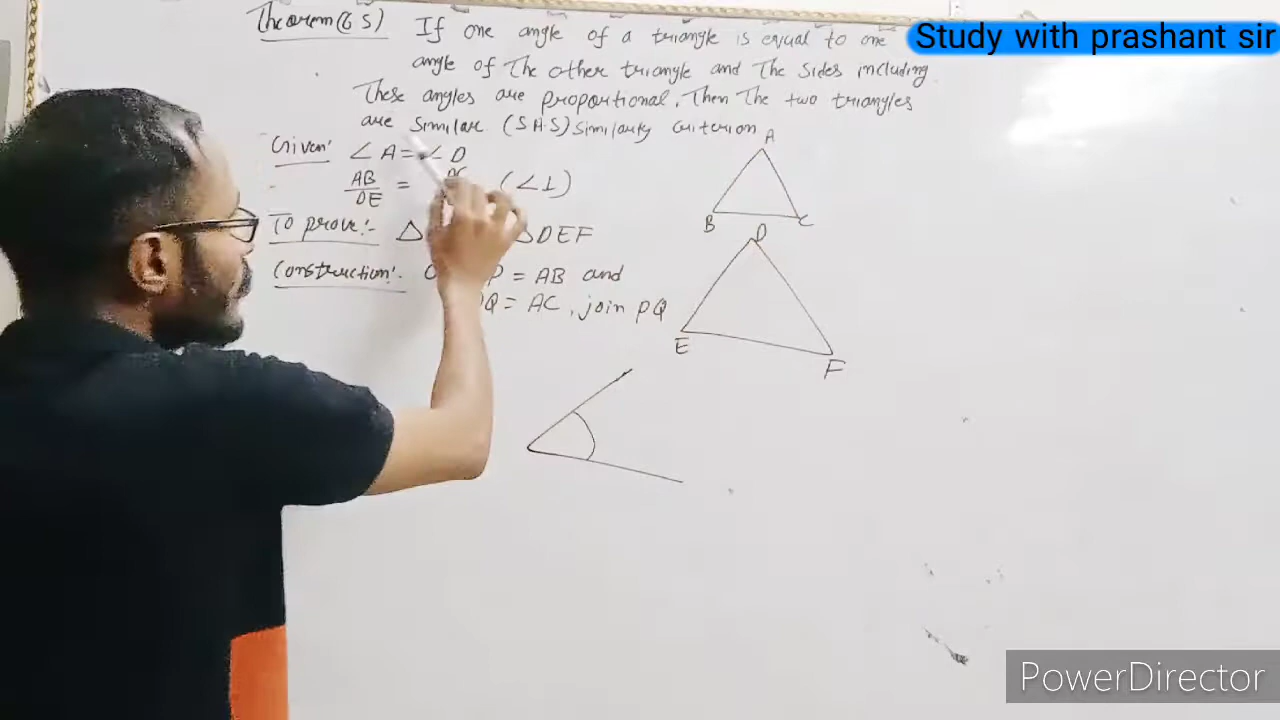 Theorem (6.5) If one angle of a triangle is equal to one
Study with prashant sir
angle of The other triangle and The sides including
These angles are proportional, Then The two triangles
are similar (S A S) similarity criterion
Given: ∠A = ∠D
AB/DE =
To prove:- Δ DEF
Construction:- P = AB and
Q = AC, join PQ
A
B
C
D
E
F
PowerDirector